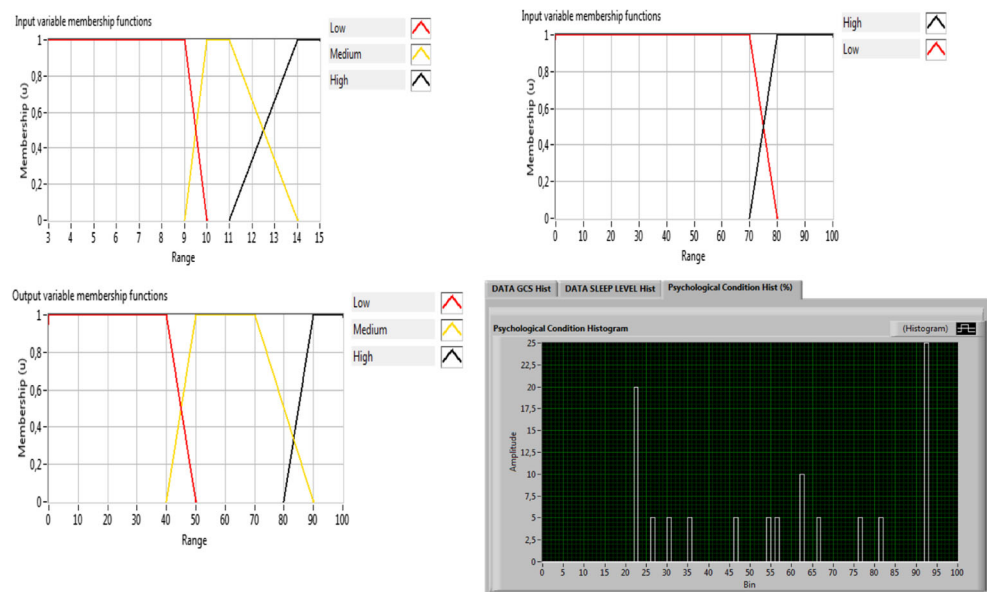 Input variable membership functions
Low
Medium
High
1
0,8
0,6
0,4
0,2
0
Membership (u)
3 4 5 6 7 8 9 10 11 12 13 14 15
Range
Input variable membership functions
High
Low
1
0,8
0,6
0,4
0,2
0
Membership (u)
0 10 20 30 40 50 60 70 80 90 100
Range
Output variable membership functions
Low
Medium
High
1
0,8
0,6
0,4
0,2
0
Membership (u)
0 10 20 30 40 50 60 70 80 90 100
Range
DATA GCS Hist DATA SLEEP LEVEL Hist Psychological Condition Hist (%)
Psychological Condition Histogram (Histogram)
25
22,5
20
17,5
15
12,5
10
7,5
5
2,5
0
Amplitude
0 5 10 15 20 25 30 35 40 45 50 55 60 65 70 75 80 85 90 95 100
Bin